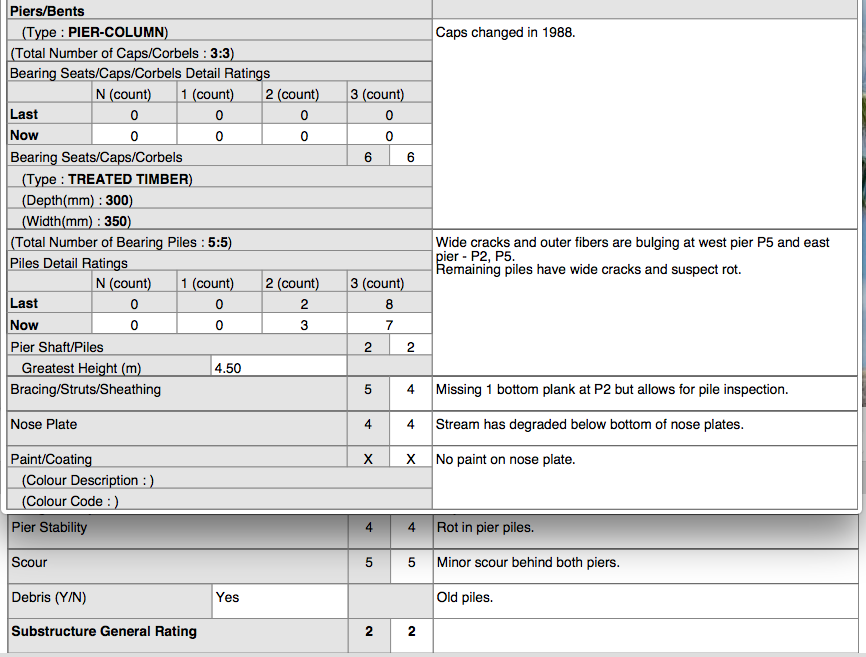 Piers/Bents
(Type : PIER-COLUMN) Caps changed in 1988.
(Total Number of Caps/Corbels : 3:3)
Bearing Seats/Caps/Corbels Detail Ratings
N (count) 1 (count) 2 (count) 3 (count)
Last 0 0 0 0
Now 0 0 0 0
Bearing Seats/Caps/Corbels 6 6
(Type : TREATED TIMBER)
(Depth(mm) : 300)
(Width(mm) : 350)
(Total Number of Bearing Piles : 5:5) Wide cracks and outer fibers are bulging at west pier P5 and east
pier - P2, P5.
Piles Detail Ratings Remaining piles have wide cracks and suspect rot.
N (count) 1 (count) 2 (count) 3 (count)
Last 0 0 2 8
Now 0 0 3 7
Pier Shaft/Piles 2 2
Greatest Height (m) 4.50
Bracing/Struts/Sheathing 5 4 Missing 1 bottom plank at P2 but allows for pile inspection.
Nose Plate 4 4 Stream has degraded below bottom of nose plates.
Paint/Coating X X No paint on nose plate.
(Colour Description : )
(Colour Code : )
Pier Stability 4 4 Rot in pier piles.
Scour 5 5 Minor scour behind both piers.
Debris (Y/N) Yes Old piles.
Substructure General Rating 2 2